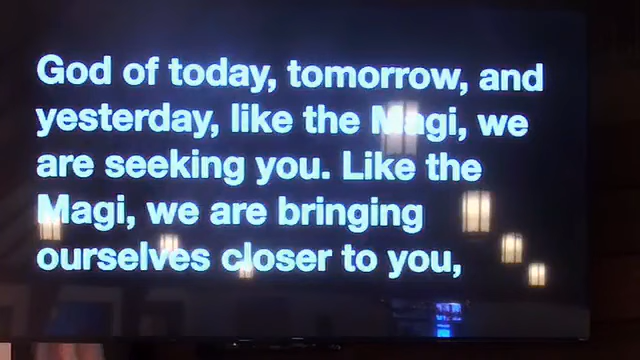 God of today, tomorrow, and
yesterday, like the Magi, we
are seeking you. Like the
Magi, we are bringing
ourselves closer to you,